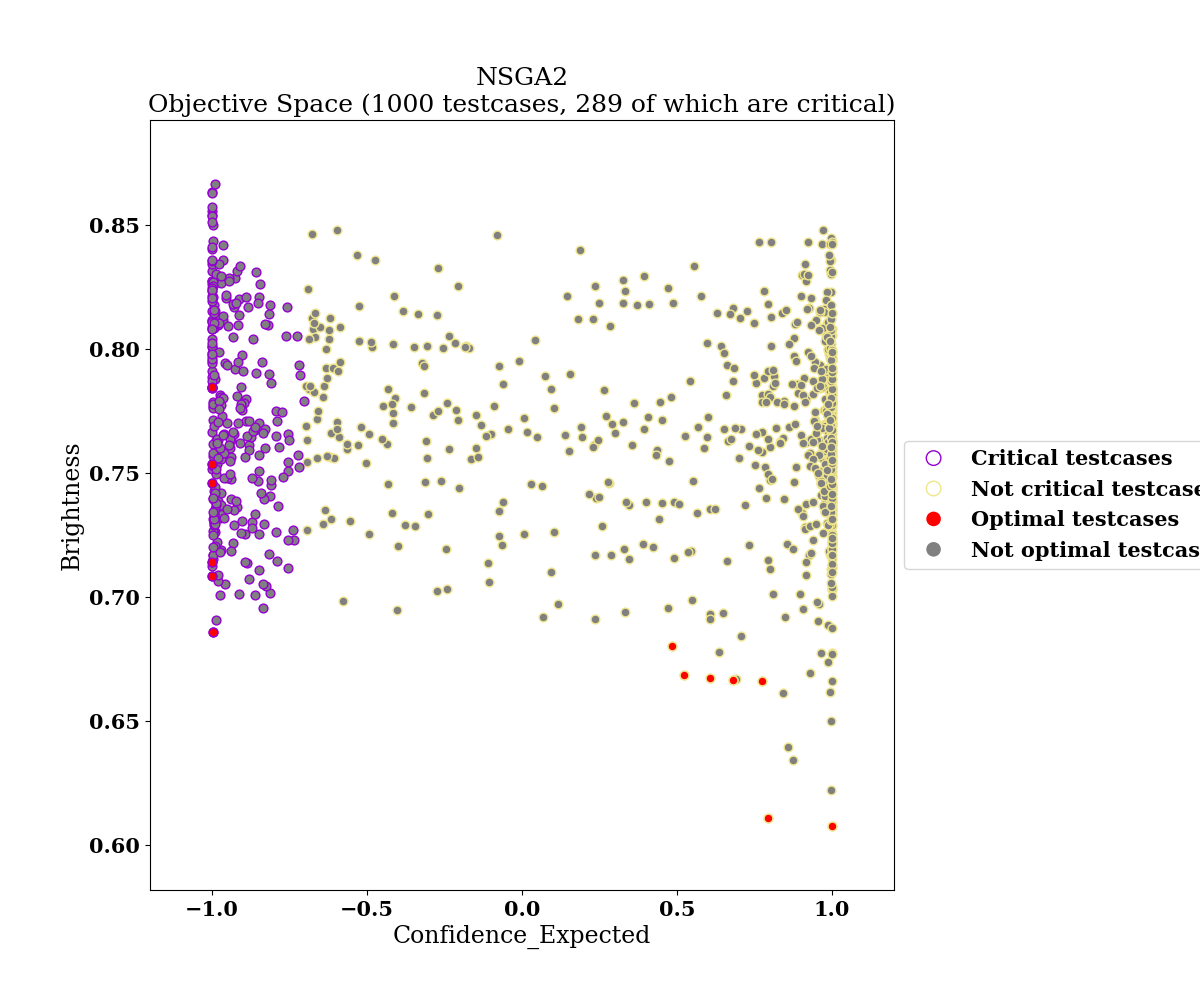 NSGA2
Objective Space (1000 testcases, 289 of which are critical)
0.85
0.80
0.75
0.70
0.65
0.60
Brightness
−1.0
−0.5
0.0
0.5
1.0
Confidence_Expected
Critical testcases
Not critical testcase
Optimal testcases
Not optimal testcas